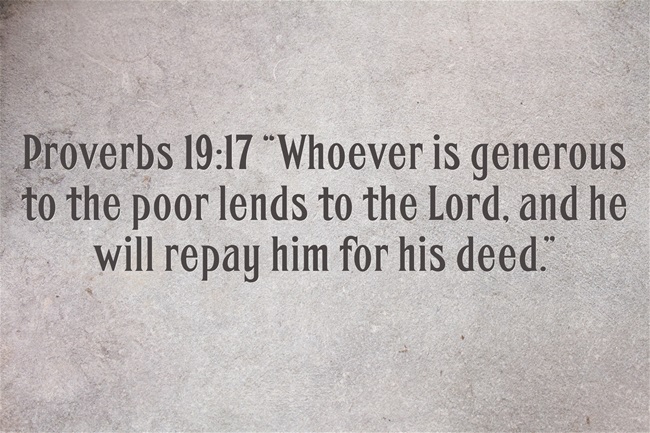 Proverbs 19:17 “Whoever is generous
to the poor lends to the Lord, and he
will repay him for his deed.”